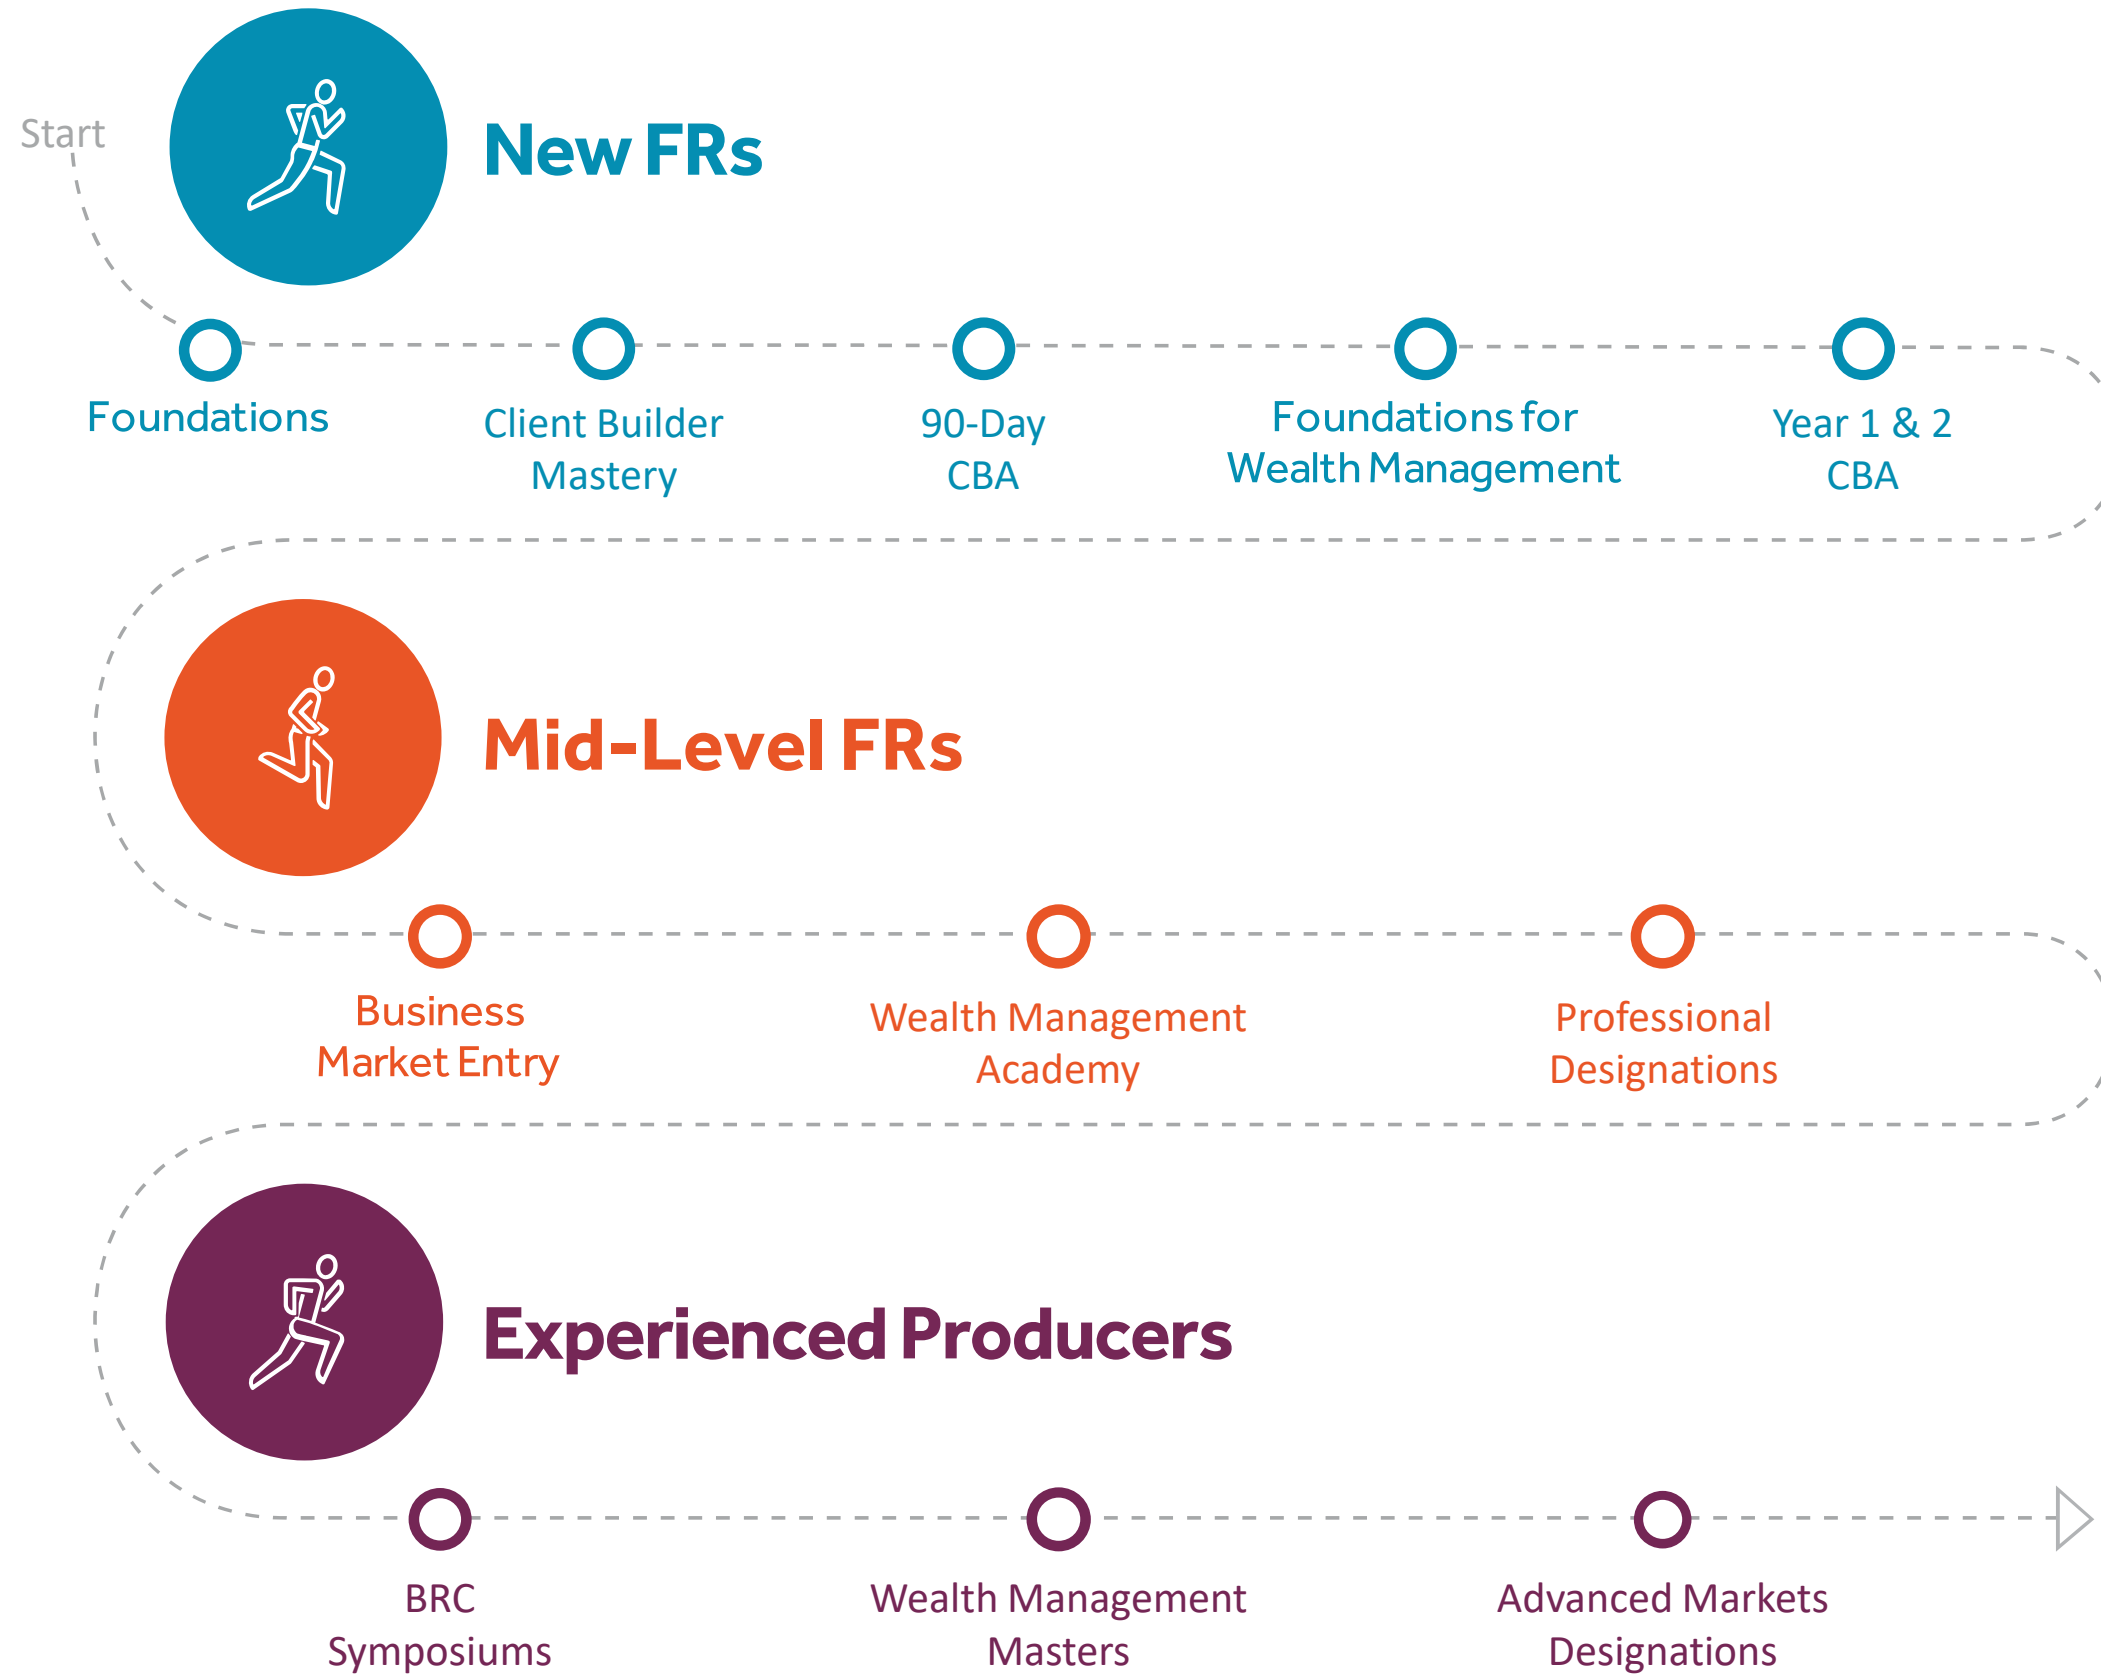 Start
New FRs
Foundations
Client Builder
Mastery
90-Day
CBA
Foundations for
Wealth Management
Year 1 & 2
CBA
Mid-Level FRs
Business
Market Entry
Wealth Management
Academy
Professional
Designations
Experienced Producers
BRC
Symposiums
Wealth Management
Masters
Advanced Markets
Designations